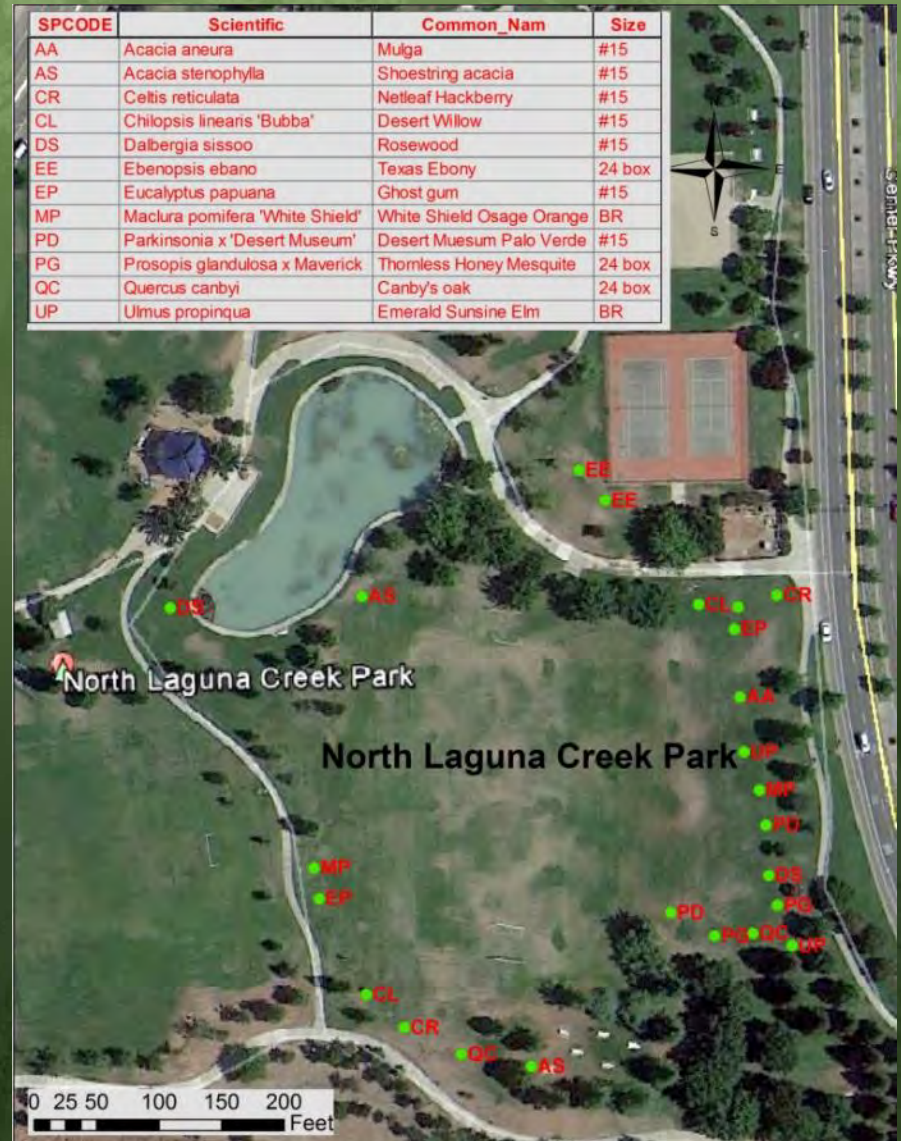 SPCODE Scientific Common_Nam Size
AA Acacia aneura Mulga #15
AS Acacia stenophylla Shoestring acacia #15
CR Celtis reticulata Netleaf Hackberry #15
CL Chilopsis linearis 'Bubba' Desert Willow #15
DS Dalbergia sissoo Rosewood #15
EE Ebenopsis ebano Texas Ebony 24 box
EP Eucalyptus papuana Ghost gum #15
MP Maclura pomifera 'White Shield' White Shield Osage Orange BR
PD Parkinsonia x 'Desert Museum' Desert Muesum Palo Verde #15
PG Prosopis glandulosa x Maverick Thornless Honey Mesquite 24 box
QC Quercus canbyi Canby's oak 24 box
UP Ulmus propinqua Emerald Sunsine Elm BR
N
E
S
EE
EE
DS
AS
CL
CR
EP
North Laguna Creek Park
AA
North Laguna Creek Park
UP
MP
PD
MP
DS
EP
PG
PD
PG
QC
UP
CL
CR
QC
AS
0 25 50 100 150 200
Feet